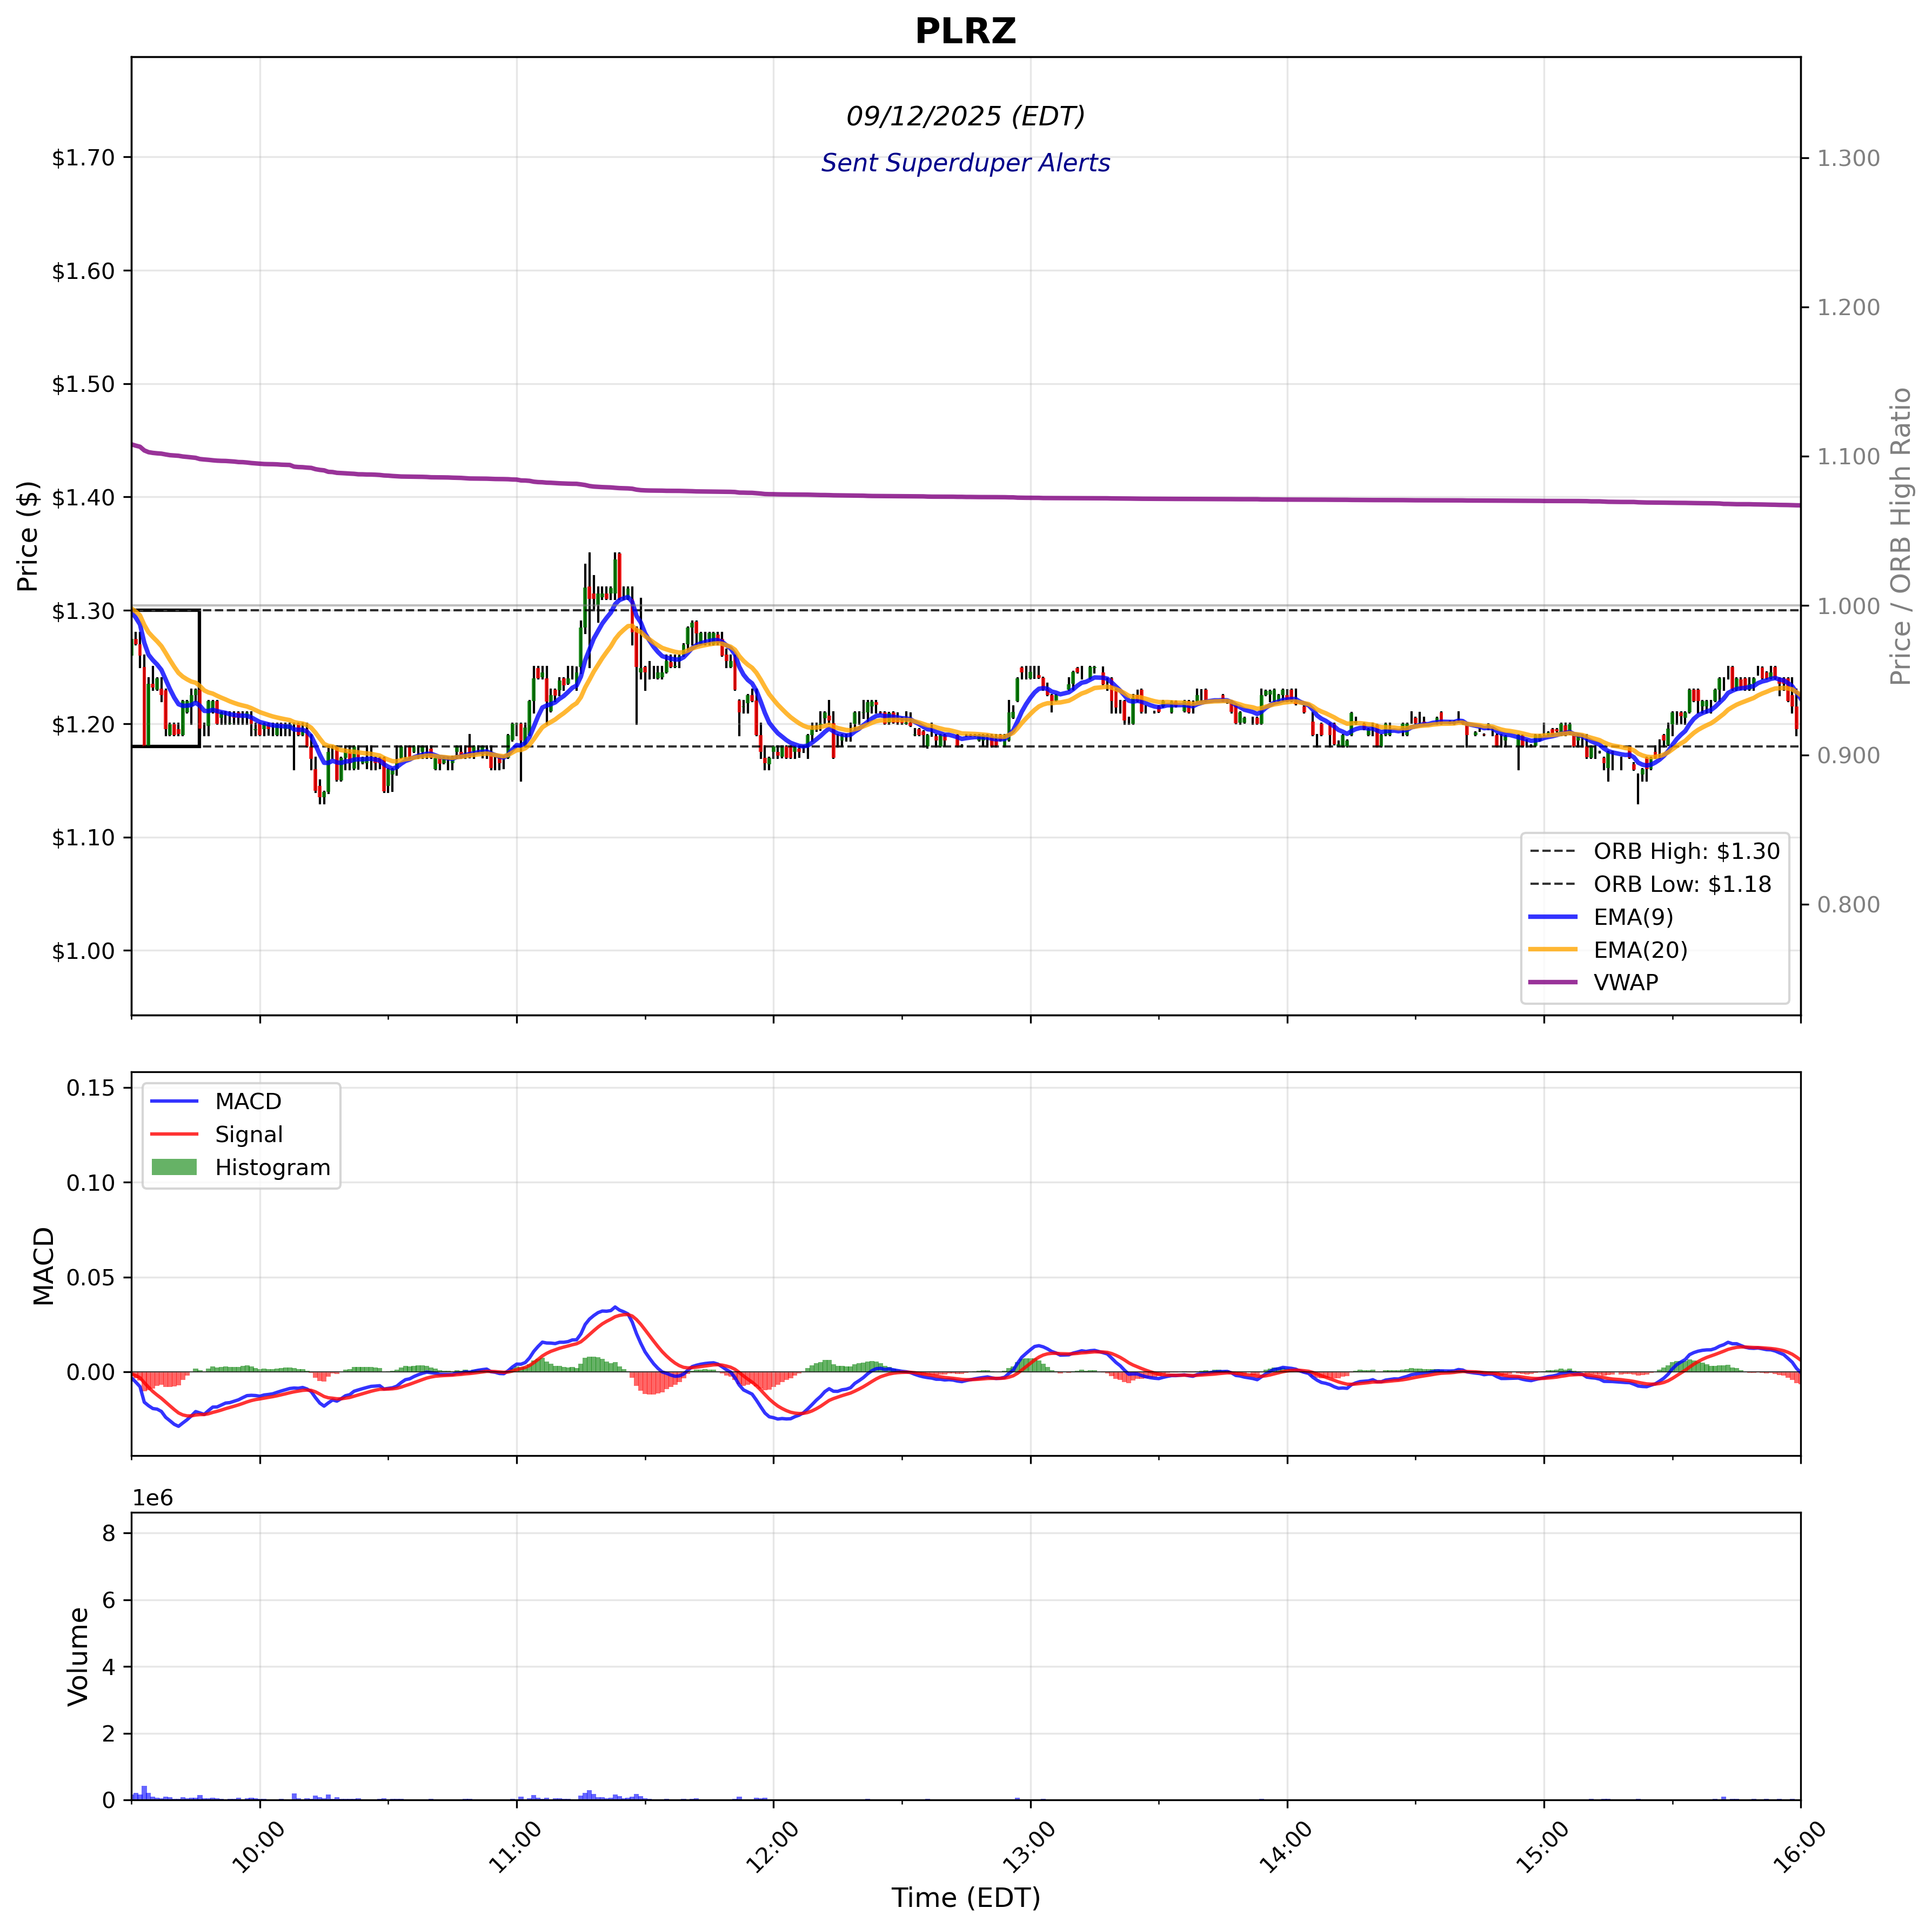 PLRZ
09/12/2025 (EDT)
Sent Superduper Alerts
Price ($)
$1.70
$1.60
$1.50
$1.40
$1.30
$1.20
$1.10
$1.00
1.300
1.200
1.100
1.000
0.900
0.800
Price / ORB High Ratio
ORB High: $1.30
ORB Low: $1.18
EMA(9)
EMA(20)
VWAP
MACD
0.15
0.10
0.05
0.00
MACD
Signal
Histogram
1e6
Volume
8
6
4
2
0
10:00
11:00
12:00
13:00
14:00
15:00
16:00
Time (EDT)